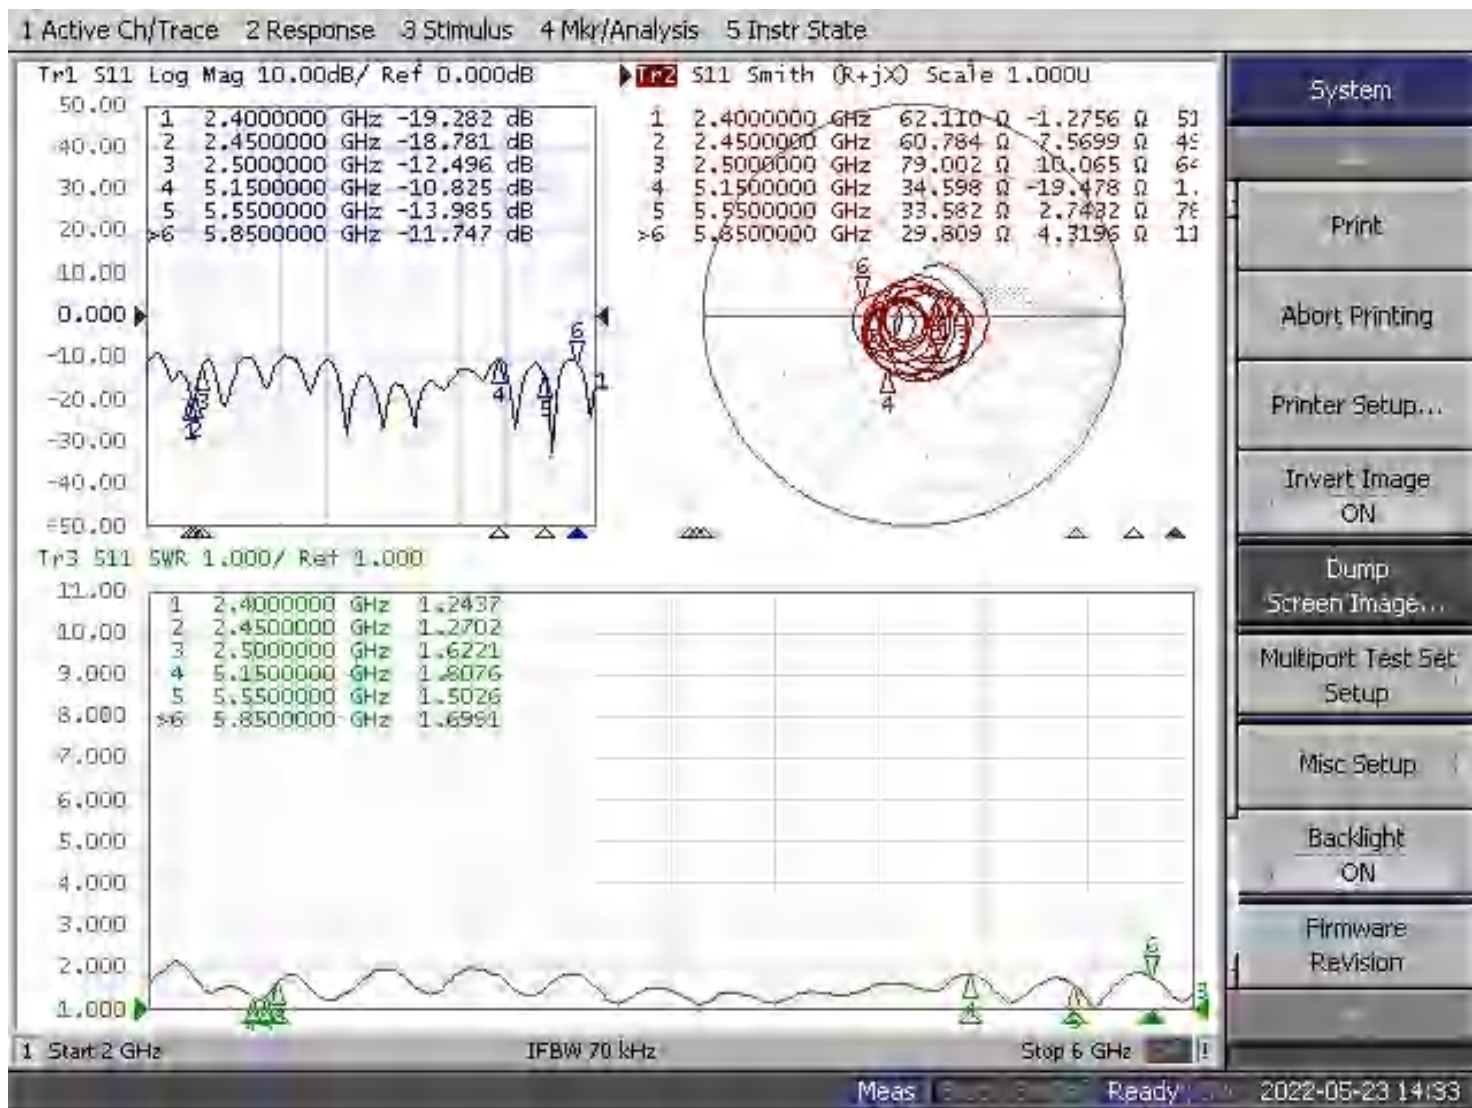 1 Active Ch/Trace 2 Response 3 Stimulus 4 Mkr/Analysis 5 Instr State
Tr1 S11 Log Mag 10.00dB/ Ref 0.000dB
50.00
40.00
30.00
20.00
10.00
0.000
-10.00
-20.00
-30.00
-40.00
-50.00
1 2.4000000 GHz -19.282 dB
2 2.4500000 GHz -18.781 dB
3 2.5000000 GHz -12.496 dB
4 5.1500000 GHz -10.825 dB
5 5.5500000 GHz -13.985 dB
>6 5.8500000 GHz -11.747 dB
6
4
1
Tr2 S11 Smith (R+jX) Scale 1.000U
1 2.4000000 GHz 62.110 Ω -1.2756 Ω 51
2 2.4500000 GHz 60.784 Ω -7.5699 Ω
3 2.5000000 GHz 79.002 Ω 10.065 Ω
4 5.1500000 GHz 34.598 Ω -19.478 Ω 1.
5 5.5500000 GHz 33.582 Ω 2.7432 Ω
>6 5.8500000 GHz 29.809 Ω 4.3196 Ω 11
6
4
Tr3 S11 SWR 1.000/ Ref 1.000
11.00
10.00
9.000
8.000
7.000
6.000
5.000
4.000
3.000
2.000
1.000
1 2.4000000 GHz 1.2437
2 2.4500000 GHz 1.2702
3 2.5000000 GHz 1.6221
4 5.1500000 GHz 1.8076
5 5.5500000 GHz 1.5026
>6 5.8500000 GHz 1.6991
6
1 Start 2 GHz IFBW 70 kHz Stop 6 GHz !
Meas Ready 2022-05-23 14:33
System
Print
Abort Printing
Printer Setup...
Invert Image
ON
Dump
Screen Image...
Multiport Test Set
Setup
Misc Setup
Backlight
ON
Firmware
Revision